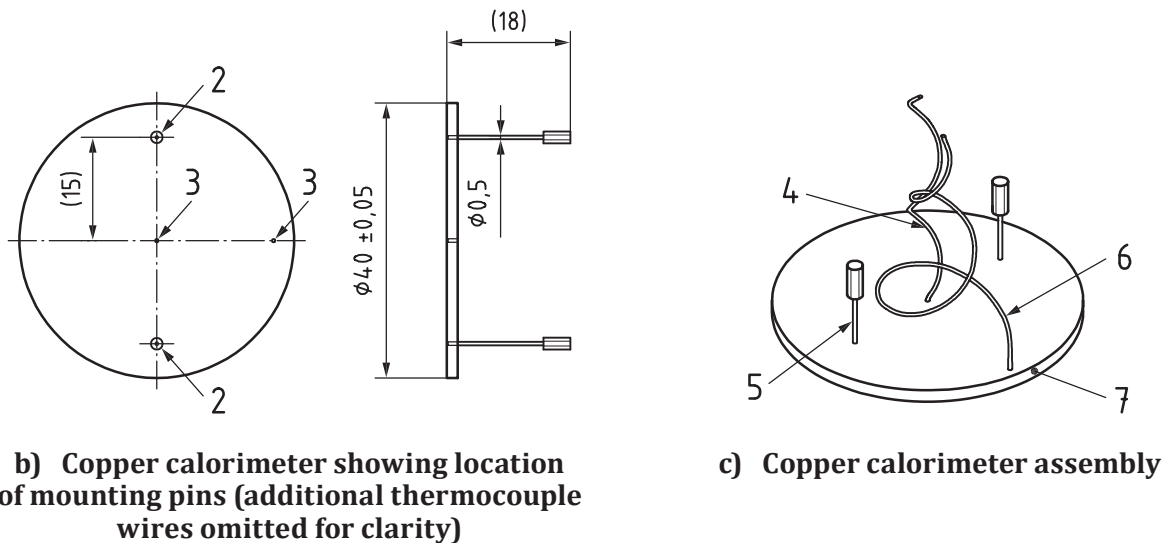 (18)
2
(15)
3
3
2
ϕ40 ±0,05
ϕ0,5
4
5
6
7
b) Copper calorimeter showing location
of mounting pins (additional thermocouple
wires omitted for clarity)
c) Copper calorimeter assembly